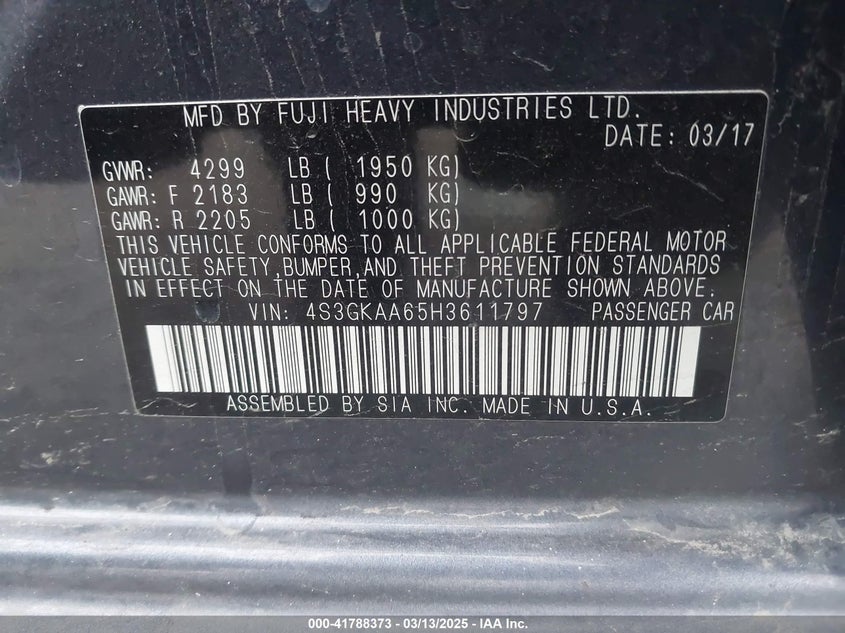 MFD BY FUJI HEAVY INDUSTRIES LTD.
DATE: 03/17
GVWR: 4299 LB ( 1950 KG)
GAWR: F 2183 LB ( 990 KG)
GAWR: R 2205 LB ( 1000 KG)
THIS VEHICLE CONFORMS TO ALL APPLICABLE FEDERAL MOTOR
VEHICLE SAFETY,BUMPER,AND THEFT PREVENTION STANDARDS
IN EFFECT ON THE DATE OF MANUFACTURE SHOWN ABOVE.
VIN: 4S3GKAA65H3611797 PASSENGER CAR
ASSEMBLED BY SIA INC. MADE IN U.S.A.
000-41788373 - 03/13/2025 - IAA Inc.